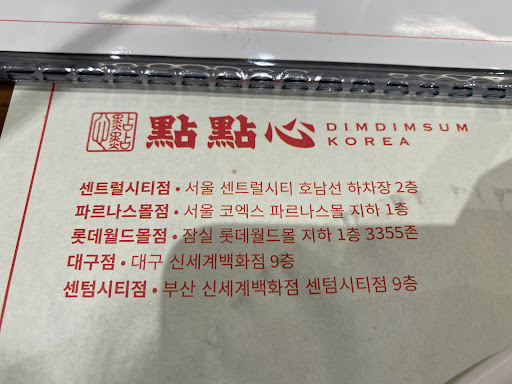 點點心 DIMDIMSUM
KOREA
센트럴시티점 • 서울 센트럴시티 호남선 하차장 2층
파르나스몰점 • 서울 코엑스 파르나스몰 지하 1층
롯데월드몰점 • 잠실 롯데월드몰 지하 1층 3355존
대구점 • 대구 신세계백화점 9층
센텀시티점 • 부산 신세계백화점 센텀시티점 9층